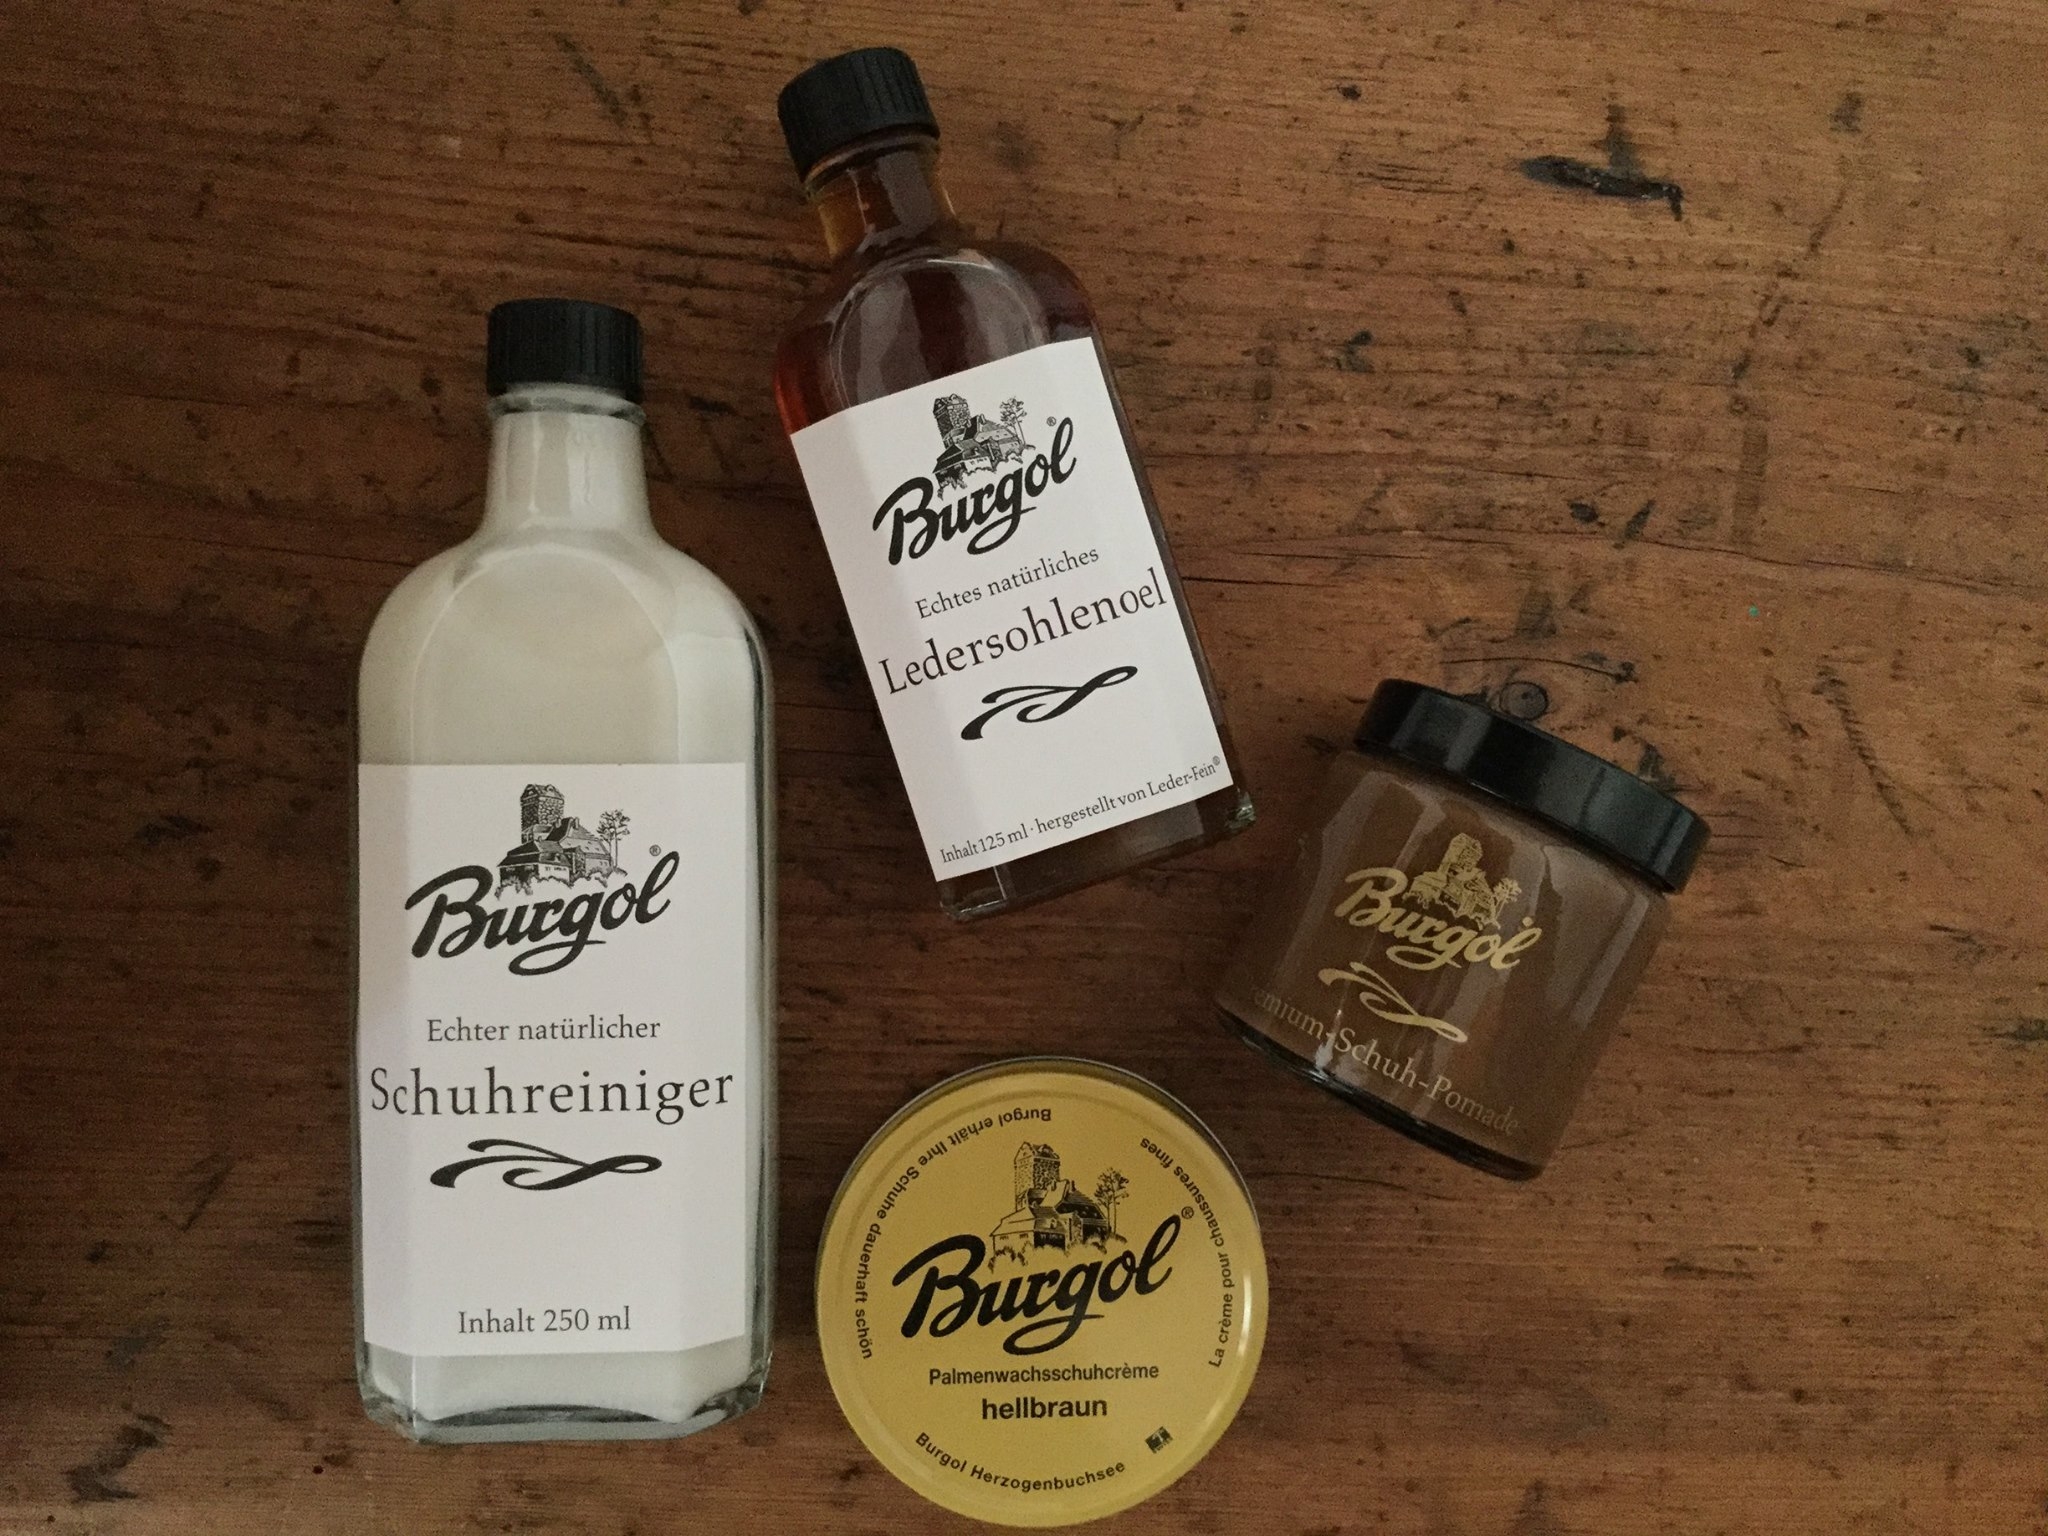 Burgol®
Echter natürlicher
Schuhreiniger
Inhalt 250 ml
Burgol®
Echtes natürliches
Ledersohlenoel
Inhalt 125 ml · hergestellt von Leder-Fein®
Burgol
Schuh-Pomade
Burgol erhält Ihre Schuhe dauerhaft schön
La crème pour chaussures fines
Burgol®
Palmenwachsschuhcrème
hellbraun
Burgol Herzogenbuchsee